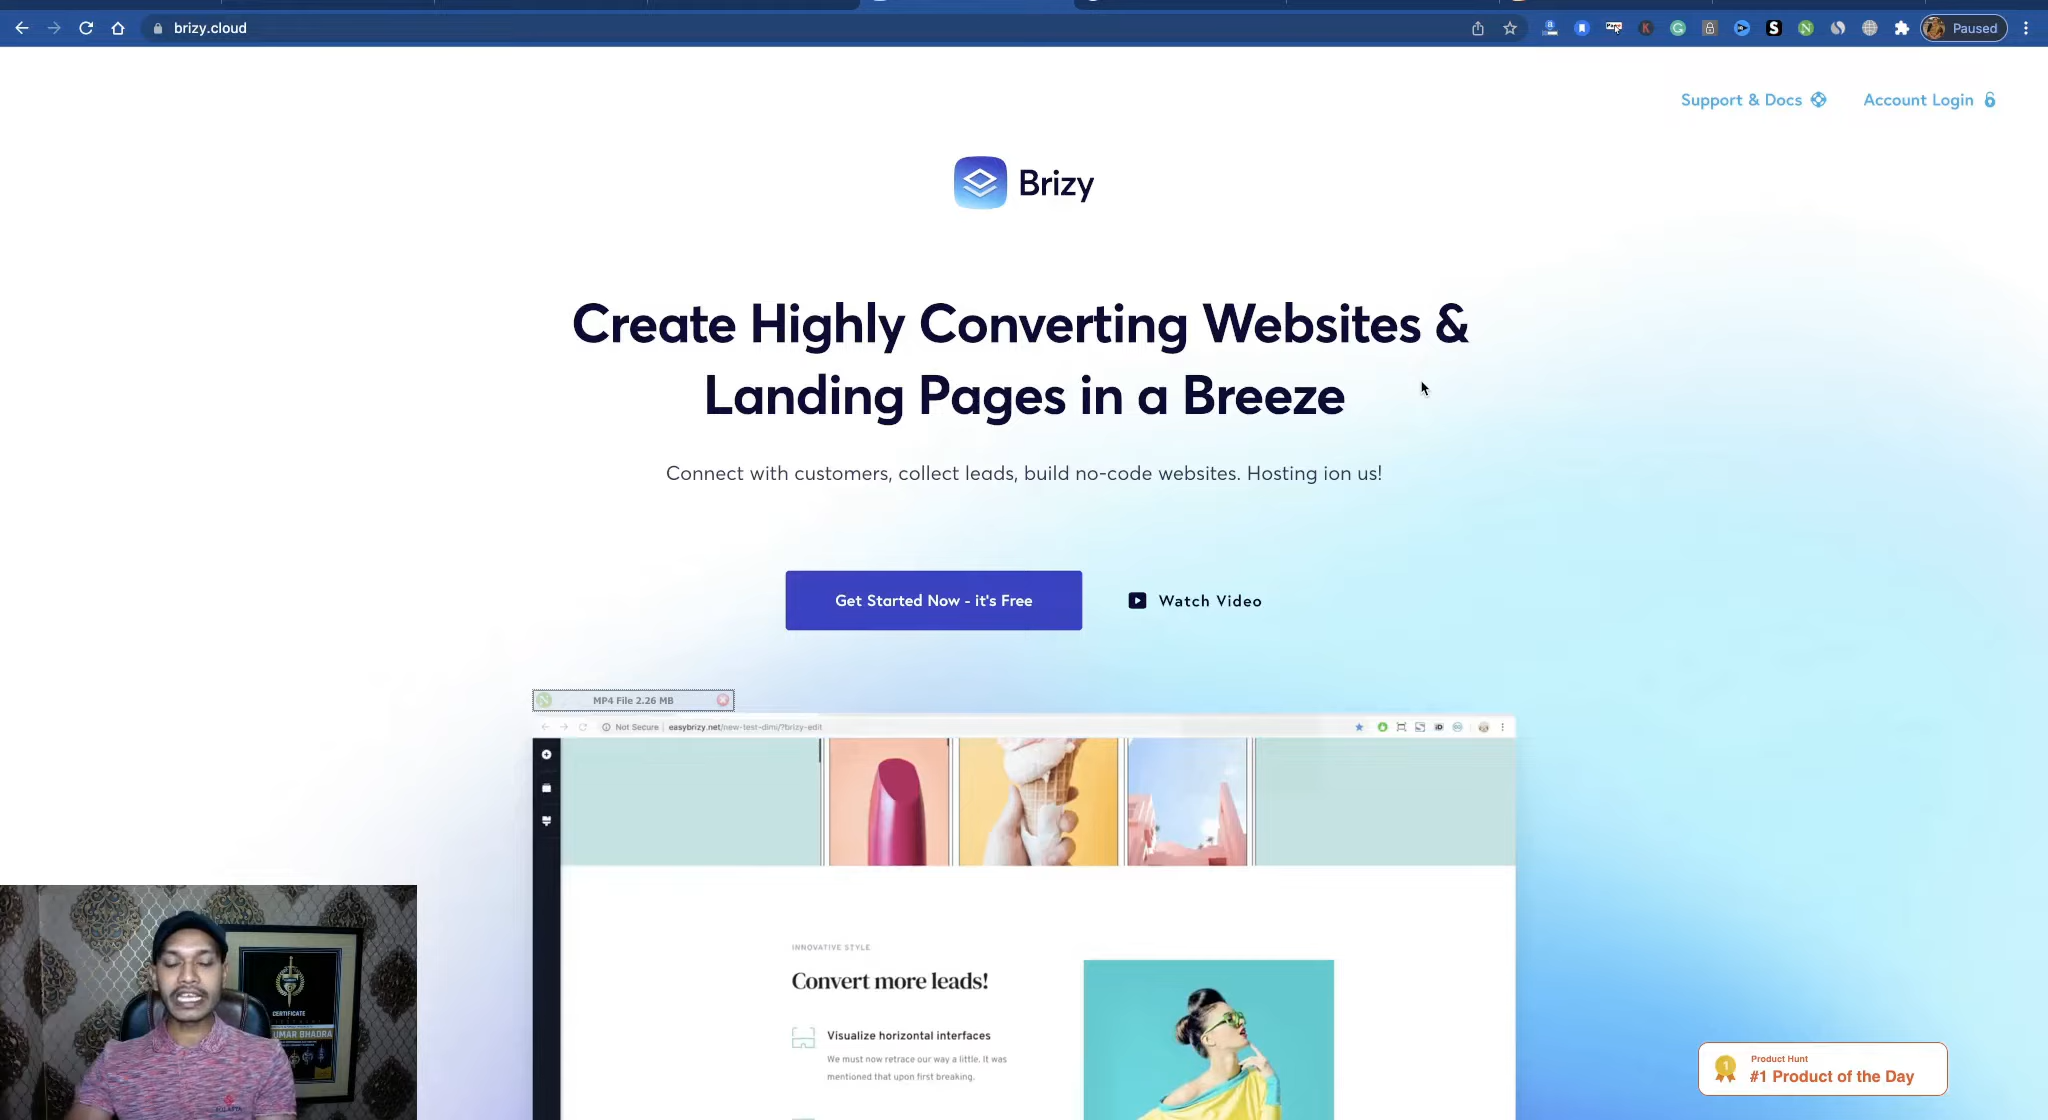 brizy.cloud
Paused
Support & Docs
Account Login
Brizy
Create Highly Converting Websites &
Landing Pages in a Breeze
Connect with customers, collect leads, build no-code websites. Hosting ion us!
Get Started Now - it's Free
Watch Video
MP4 File 2.26 MB
Not Secure | easybrizy.net/new-test-dimi/?brizy-edit
INNOVATIVE STYLE
Convert more leads!
Visualize horizontal interfaces
We must now retrace our way a little. It was
mentioned that upon first breaking.
CERTIFICATE
KUMAR BHADRA
Product Hunt
#1 Product of the Day